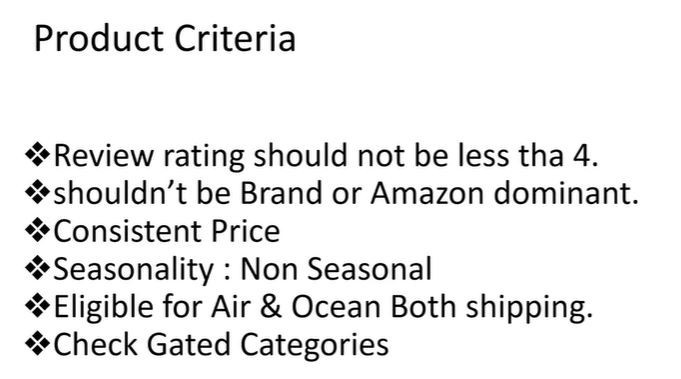 Product Criteria
❖Review rating should not be less tha 4.
❖shouldn't be Brand or Amazon dominant.
❖Consistent Price
❖Seasonality : Non Seasonal
❖Eligible for Air & Ocean Both shipping.
❖Check Gated Categories